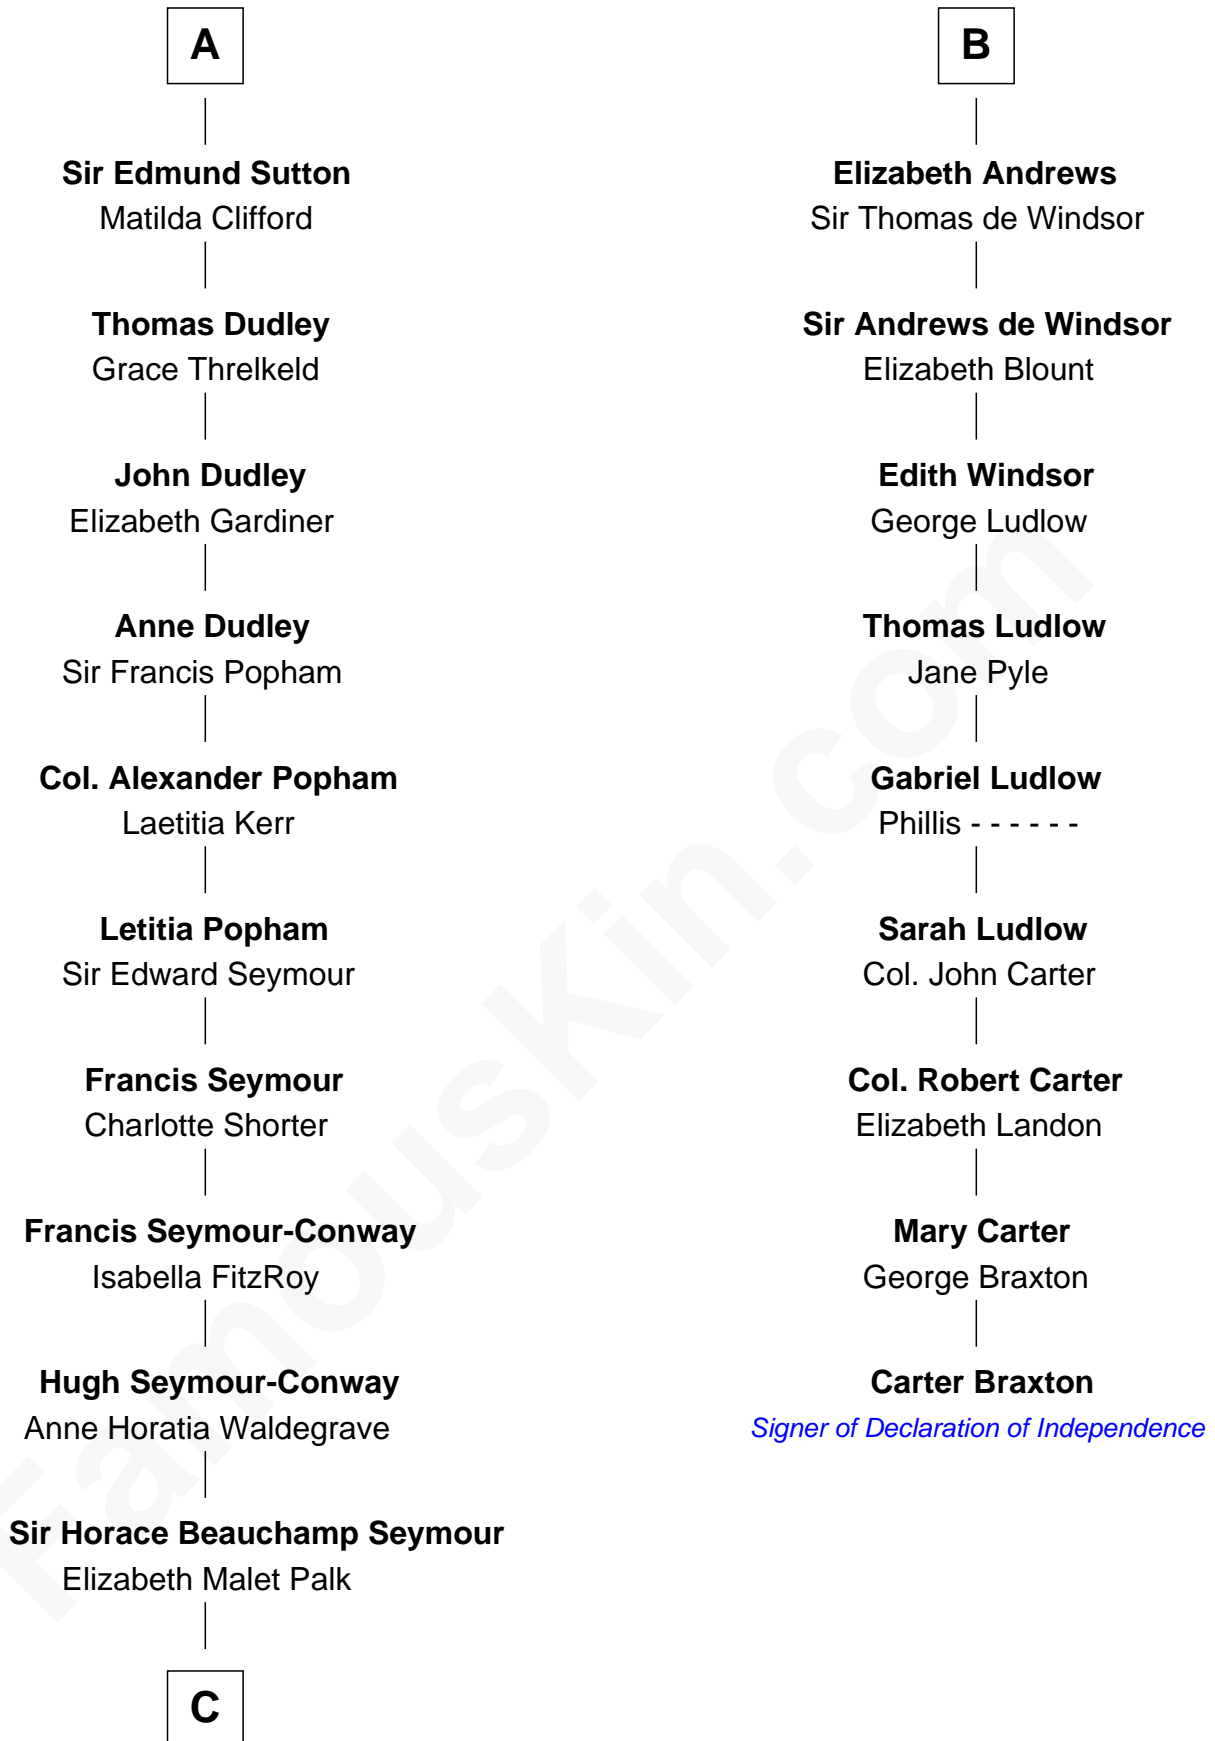 A
Sir Edmund Sutton
Matilda Clifford
Thomas Dudley
Grace Threlkeld
John Dudley
Elizabeth Gardiner
Anne Dudley
Sir Francis Popham
Col. Alexander Popham
Laetitia Kerr
Letitia Popham
Sir Edward Seymour
Francis Seymour
Charlotte Shorter
Francis Seymour-Conway
Isabella FitzRoy
Hugh Seymour-Conway
Anne Horatia Waldegrave
Sir Horace Beauchamp Seymour
Elizabeth Malet Palk
C
B
Elizabeth Andrews
Sir Thomas de Windsor
Sir Andrews de Windsor
Elizabeth Blount
Edith Windsor
George Ludlow
Thomas Ludlow
Jane Pyle
Gabriel Ludlow
Phillis - - - - - -
Sarah Ludlow
Col. John Carter
Col. Robert Carter
Elizabeth Landon
Mary Carter
George Braxton
Carter Braxton
Signer of Declaration of Independence
FamousKin.com